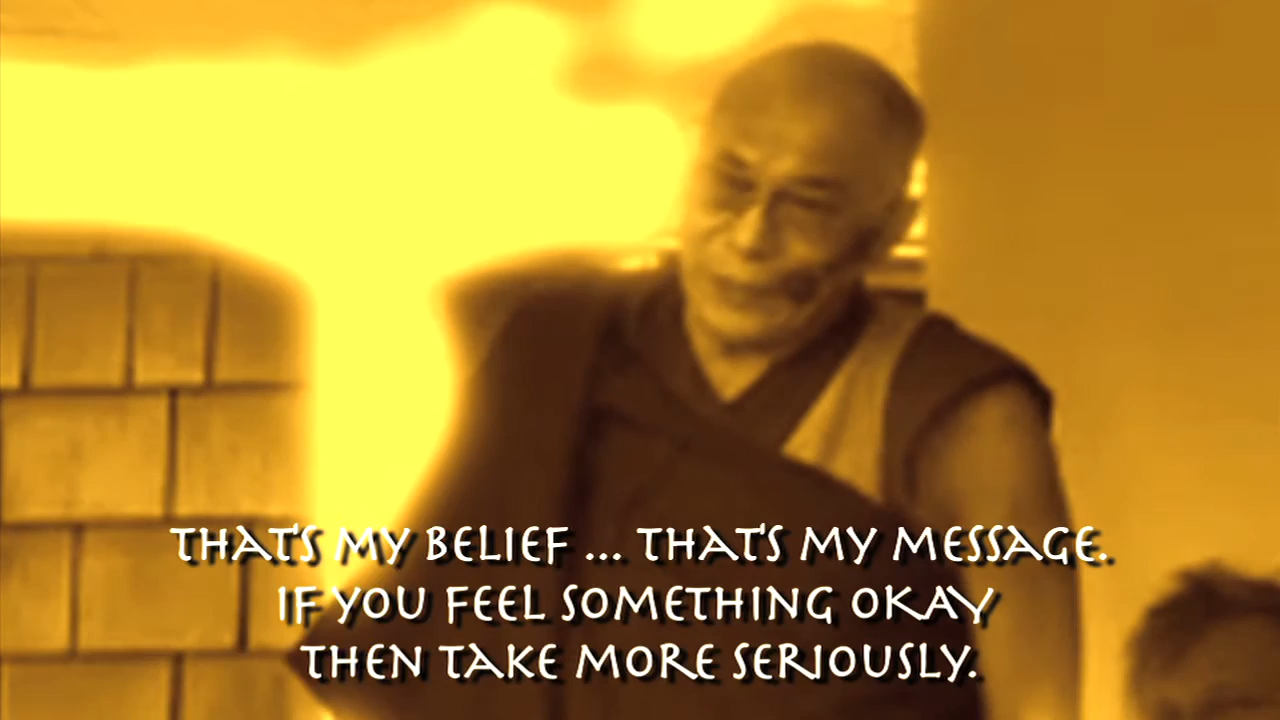 THAT'S MY BELIEF ... THAT'S MY MESSAGE.
IF YOU FEEL SOMETHING OKAY
THEN TAKE MORE SERIOUSLY.